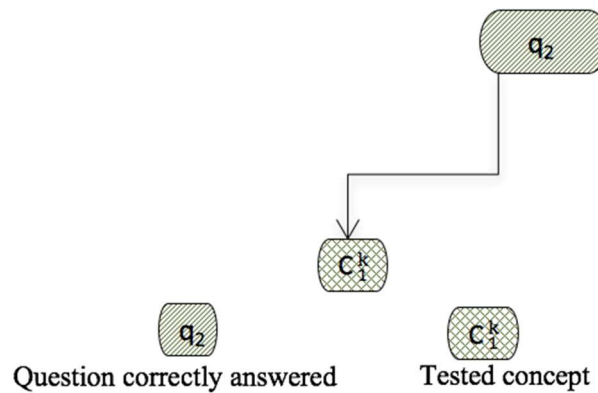 q₂
C₁ᵏ
q₂ C₁ᵏ
Question correctly answered Tested concept